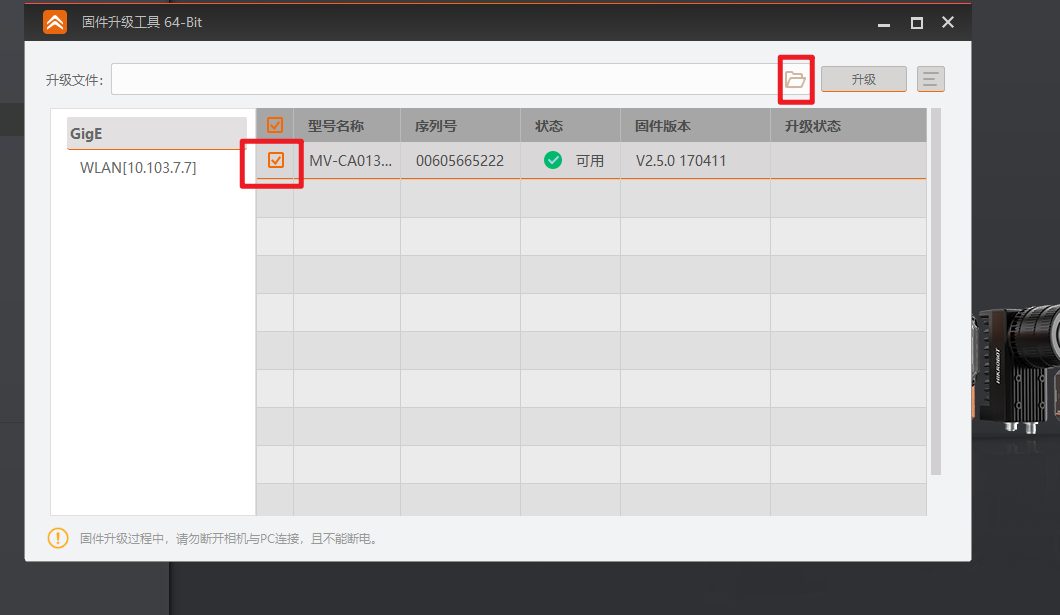 固件升级工具 64-Bit
升级文件:
升级
GigE
WLAN[10.103.7.7]
型号名称 序列号 状态 固件版本 升级状态
MV-CA013... 00605665222 可用 V2.5.0 170411
固件升级过程中，请勿断开相机与PC连接，且不能断电。
HIKROBOT